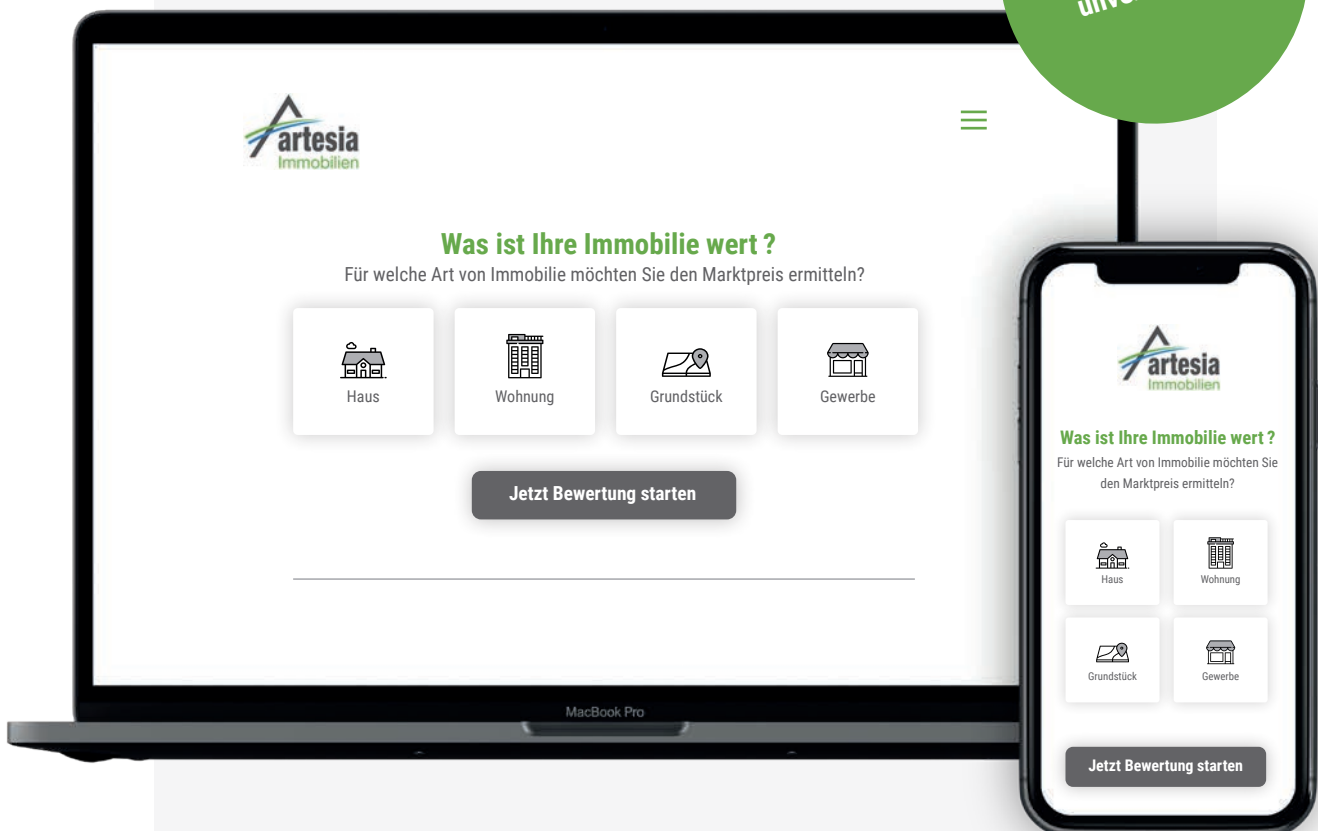 artesia
Immobilien
Was ist Ihre Immobilie wert ?
Für welche Art von Immobilie möchten Sie den Marktpreis ermitteln?
Haus
Wohnung
Grundstück
Gewerbe
Jetzt Bewertung starten
MacBook Pro
artesia
Immobilien
Was ist Ihre Immobilie wert ?
Für welche Art von Immobilie möchten Sie
den Marktpreis ermitteln?
Haus
Wohnung
Grundstück
Gewerbe
Jetzt Bewertung starten